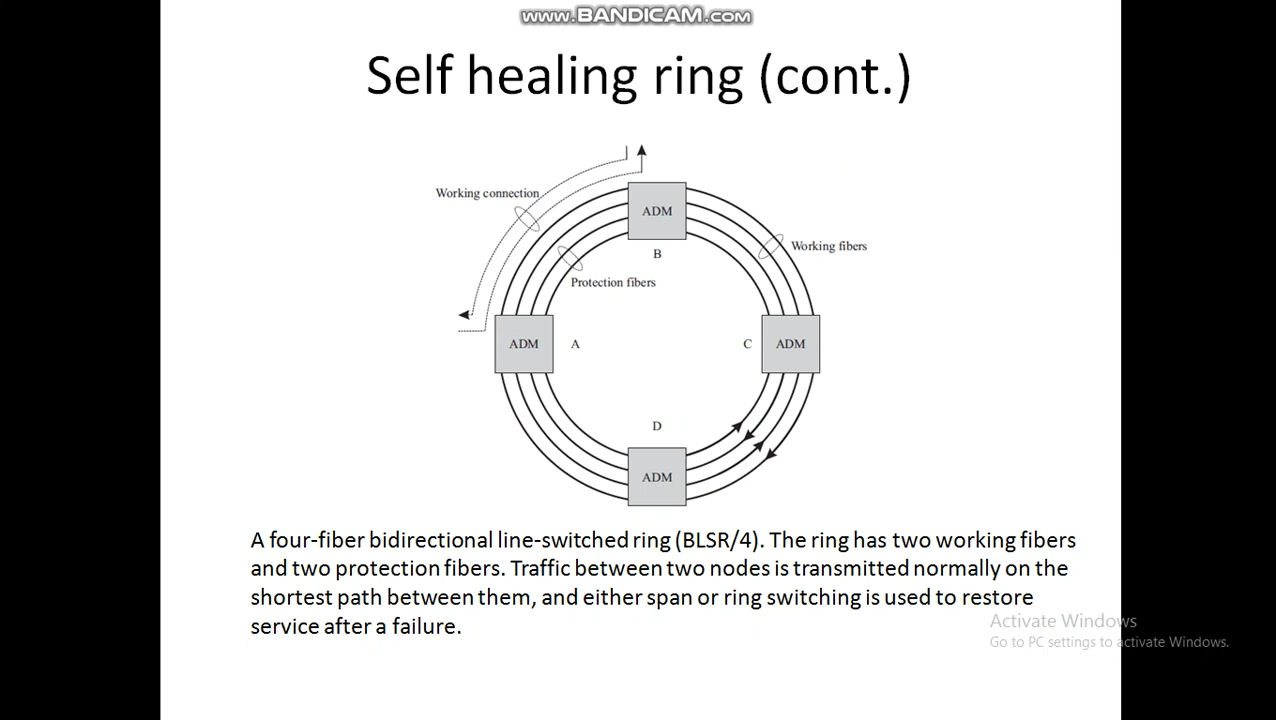 www.BANDICAM.com
Self healing ring (cont.)
Working connection
ADM
Working fibers
B
Protection fibers
ADM
A
C
ADM
D
ADM
A four-fiber bidirectional line-switched ring (BLSR/4). The ring has two working fibers
and two protection fibers. Traffic between two nodes is transmitted normally on the
shortest path between them, and either span or ring switching is used to restore
service after a failure.
Activate Windows
Go to PC settings to activate Windows.